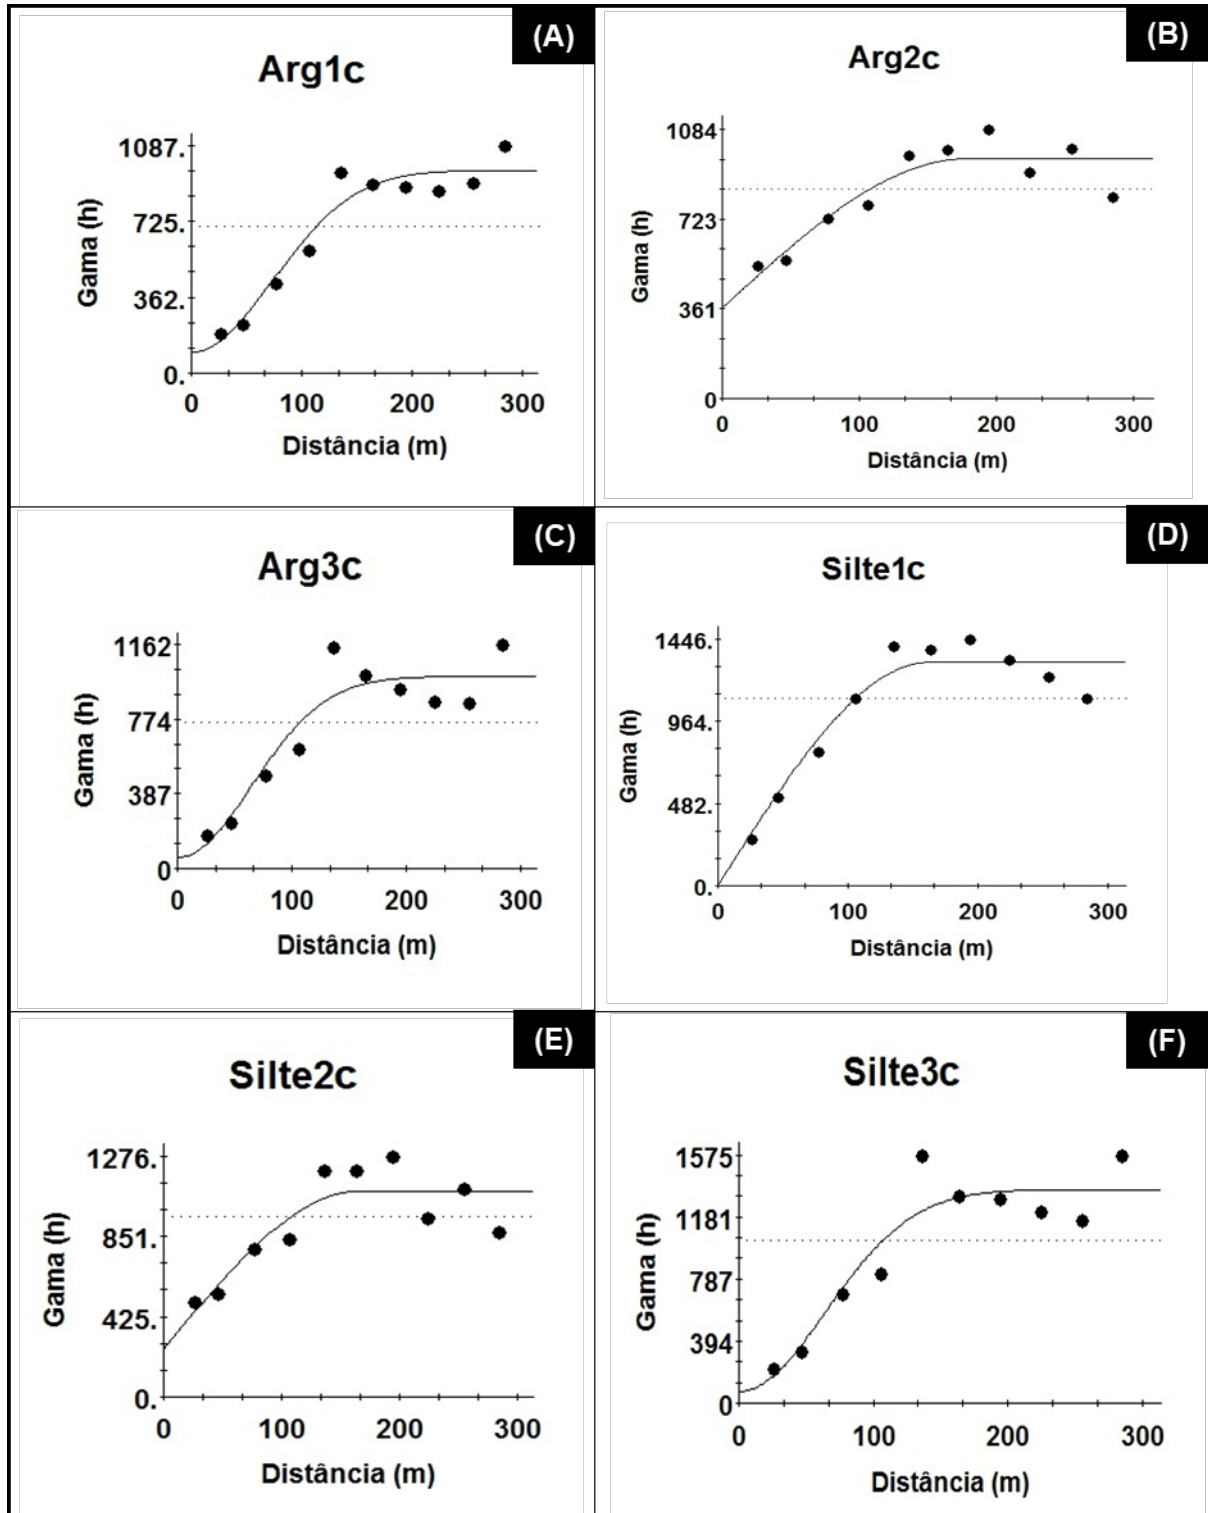 (A)
Arg1c
1087.
725.
362.
0.
0 100 200 300
Gama (h)
Distância (m)
(B)
Arg2c
1084
723
361
0
0 100 200 300
Gama (h)
Distância (m)
(C)
Arg3c
1162
774
387
0
0 100 200 300
Gama (h)
Distância (m)
(D)
Silte1c
1446.
964.
482.
0.
0 100 200 300
Gama (h)
Distância (m)
(E)
Silte2c
1276.
851.
425.
0.
0 100 200 300
Gama (h)
Distância (m)
(F)
Silte3c
1575
1181
787
394
0
0 100 200 300
Gama (h)
Distância (m)